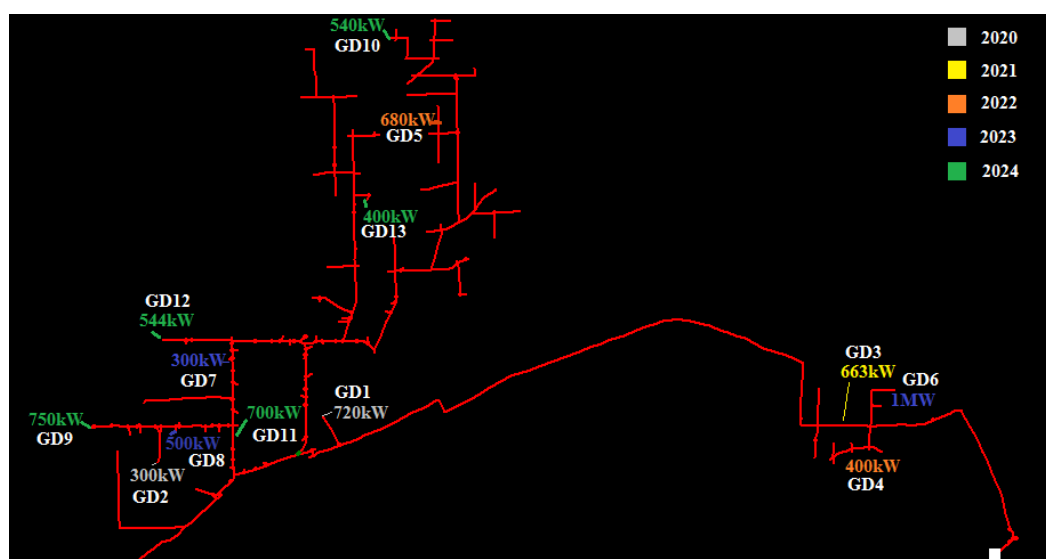 540kW
GD10
2020
2021
2022
2023
2024
680kW
GD5
400kW
GD13
GD12
544kW
300kW
GD7
GD1
720kW
GD3
663kW
GD6
1MW
750kW
GD9
700kW
GD11
500kW
GD8
300kW
GD2
400kW
GD4